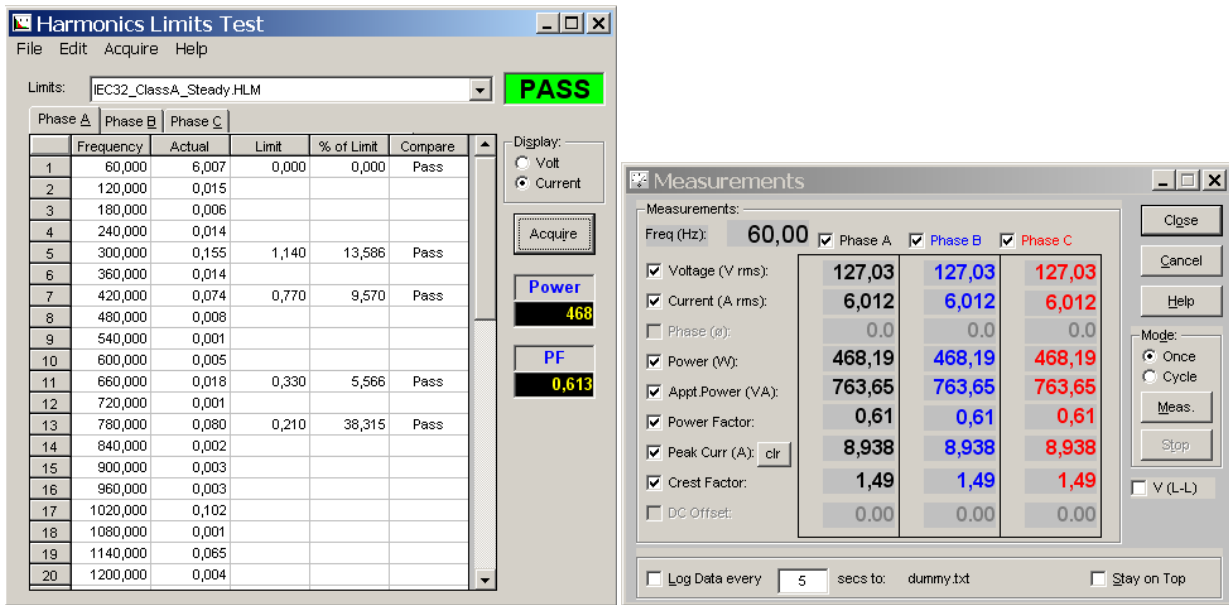 Harmonics Limits Test
File Edit Acquire Help
Limits: IEC32_ClassA_Steady.HLM PASS
Phase A Phase B Phase C
Frequency Actual Limit % of Limit Compare
1 60,000 6,007 0,000 0,000 Pass
2 120,000 0,015
3 180,000 0,006
4 240,000 0,014
5 300,000 0,155 1,140 13,586 Pass
6 360,000 0,014
7 420,000 0,074 0,770 9,570 Pass
8 480,000 0,008
9 540,000 0,001
10 600,000 0,005
11 660,000 0,018 0,330 5,566 Pass
12 720,000 0,001
13 780,000 0,080 0,210 38,315 Pass
14 840,000 0,002
15 900,000 0,003
16 960,000 0,003
17 1020,000 0,102
18 1080,000 0,001
19 1140,000 0,065
20 1200,000 0,004
Display:
Volt
Current
Acquire
Power
468
PF
0,613
Measurements
Measurements:
Freq (Hz): 60,00 Phase A Phase B Phase C
Voltage (V rms): 127,03 127,03 127,03
Current (A rms): 6,012 6,012 6,012
Phase (ø): 0.0 0.0 0.0
Power (W): 468,19 468,19 468,19
Appt.Power (VA): 763,65 763,65 763,65
Power Factor: 0,61 0,61 0,61
Peak Curr (A): clr 8,938 8,938 8,938
Crest Factor: 1,49 1,49 1,49
DC Offset: 0.00 0.00 0.00
Close
Cancel
Help
Mode:
Once
Cycle
Meas.
Stop
V (L-L)
Log Data every 5 secs to: dummy.txt Stay on Top